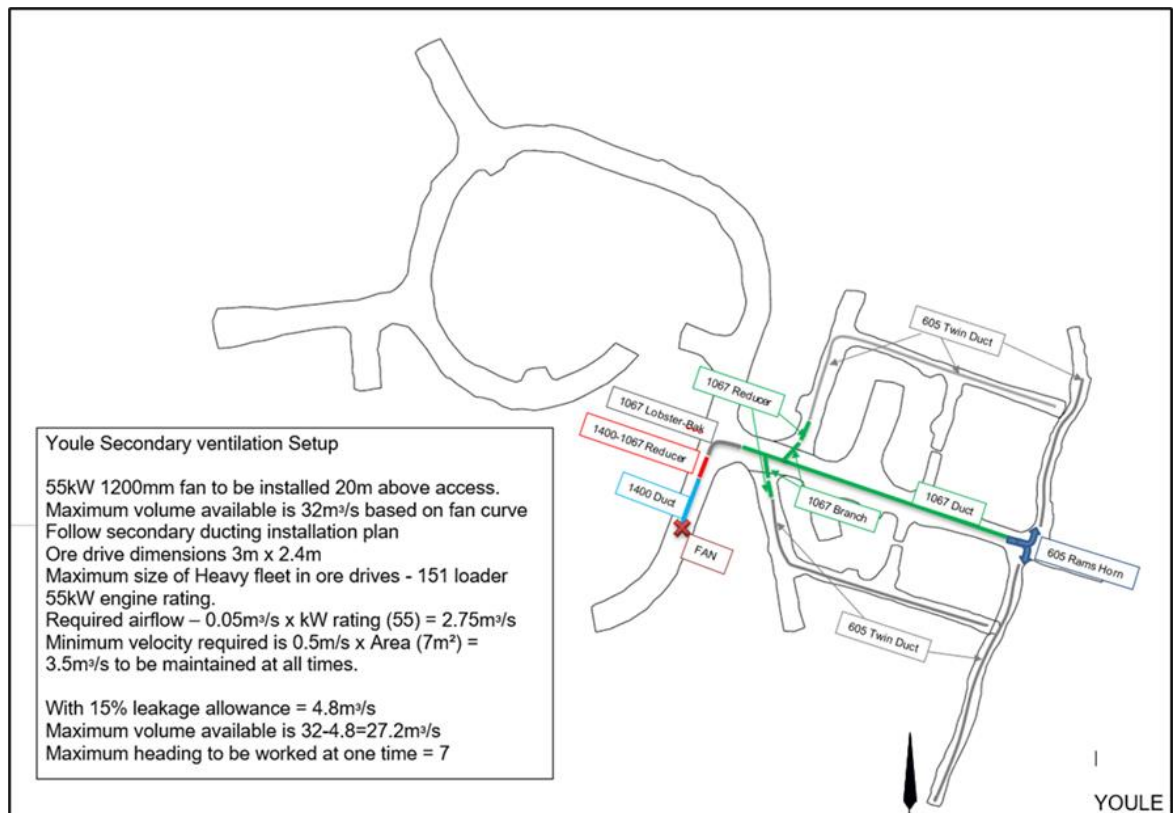 605 Twin Duct
1067 Reducer
1067 Lobster-Bak
1400-1067 Reducer
1400 Duct
1067 Duct
1067 Branch
FAN
605 Rams Horn
605 Twin Duct
Youle Secondary ventilation Setup
55kW 1200mm fan to be installed 20m above access.
Maximum volume available is 32m³/s based on fan curve
Follow secondary ducting installation plan
Ore drive dimensions 3m x 2.4m
Maximum size of Heavy fleet in ore drives - 151 loader
55kW engine rating.
Required airflow – 0.05m³/s x kW rating (55) = 2.75m³/s
Minimum velocity required is 0.5m/s x Area (7m²) =
3.5m³/s to be maintained at all times.
With 15% leakage allowance = 4.8m³/s
Maximum volume available is 32-4.8=27.2m³/s
Maximum heading to be worked at one time = 7
YOULE